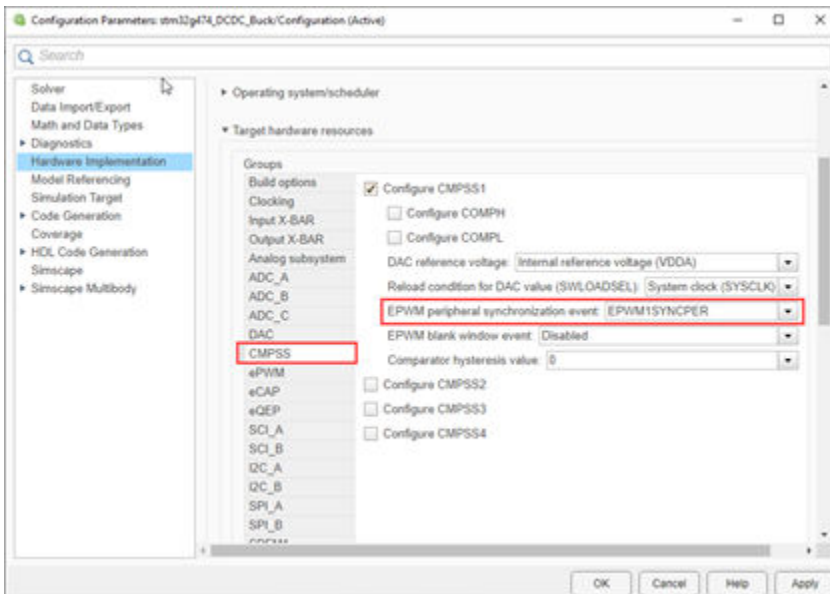 Configuration Parameters: stm32g474_DCDC_Buck/Configuration (Active)
Search
Solver
Data Import/Export
Math and Data Types
Diagnostics
Hardware Implementation
Model Referencing
Simulation Target
Code Generation
Coverage
HDL Code Generation
Simscape
Simscape Multibody
Operating system/scheduler
Target hardware resources
Groups
Build options
Clocking
Input X-BAR
Output X-BAR
Analog subsystem
ADC_A
ADC_B
ADC_C
DAC
CMPSS
ePWM
eCAP
eQEP
SCI_A
SCI_B
I2C_A
I2C_B
SPI_A
SPI_B
Configure CMPSS1
Configure COMPH
Configure COMPL
DAC reference voltage: Internal reference voltage (VDDA)
Reload condition for DAC value (SWLOADSEL): System clock (SYSCLK)
EPWM peripheral synchronization event: EPWM1SYNCPER
EPWM blank window event: Disabled
Comparator hysteresis value: 0
Configure CMPSS2
Configure CMPSS3
Configure CMPSS4
OK
Cancel
Help
Apply